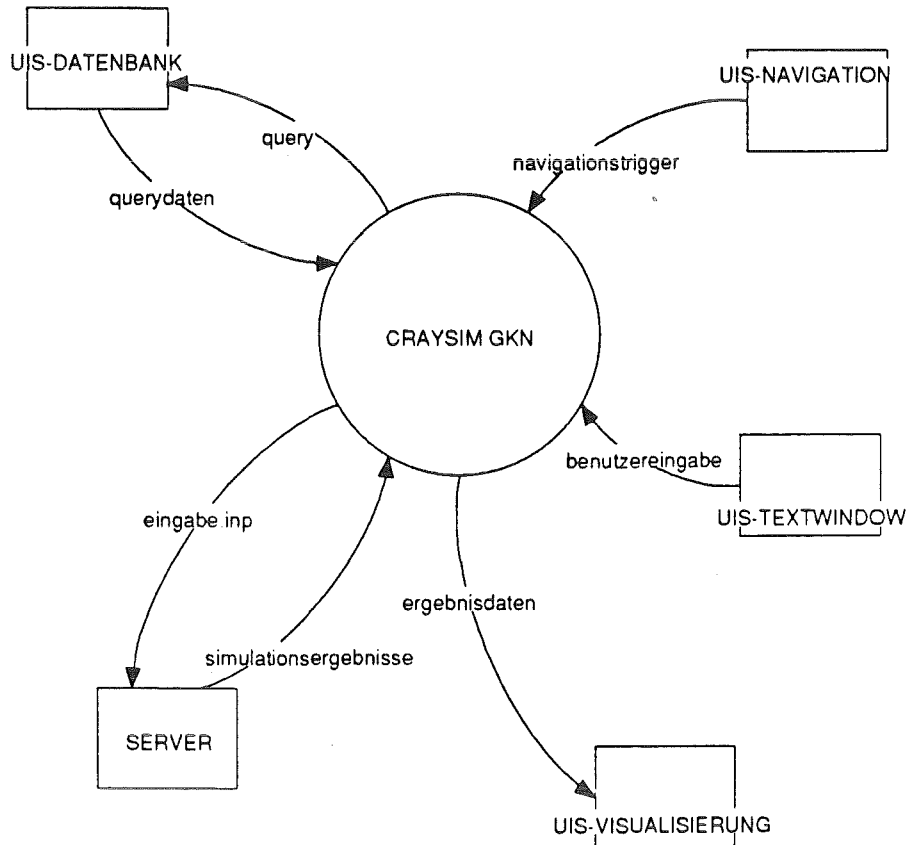 UIS-DATENBANK
UIS-NAVIGATION
query
navigationstrigger
querydaten
CRAYSIM GKN
benutzereingabe
UIS-TEXTWINDOW
eingabe.inp
ergebnisdaten
simulationsergebnisse
SERVER
UIS-VISUALISIERUNG